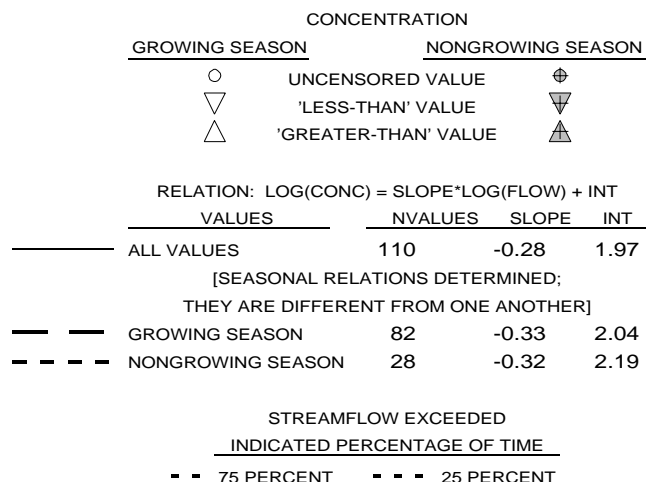 CONCENTRATION
GROWING SEASON NONGROWING SEASON
UNCENSORED VALUE
'LESS-THAN' VALUE
'GREATER-THAN' VALUE
RELATION: LOG(CONC) = SLOPE*LOG(FLOW) + INT
VALUES NVALUES SLOPE INT
ALL VALUES 110 -0.28 1.97
[SEASONAL RELATIONS DETERMINED;
THEY ARE DIFFERENT FROM ONE ANOTHER]
GROWING SEASON 82 -0.33 2.04
NONGROWING SEASON 28 -0.32 2.19
STREAMFLOW EXCEEDED
INDICATED PERCENTAGE OF TIME
75 PERCENT 25 PERCENT